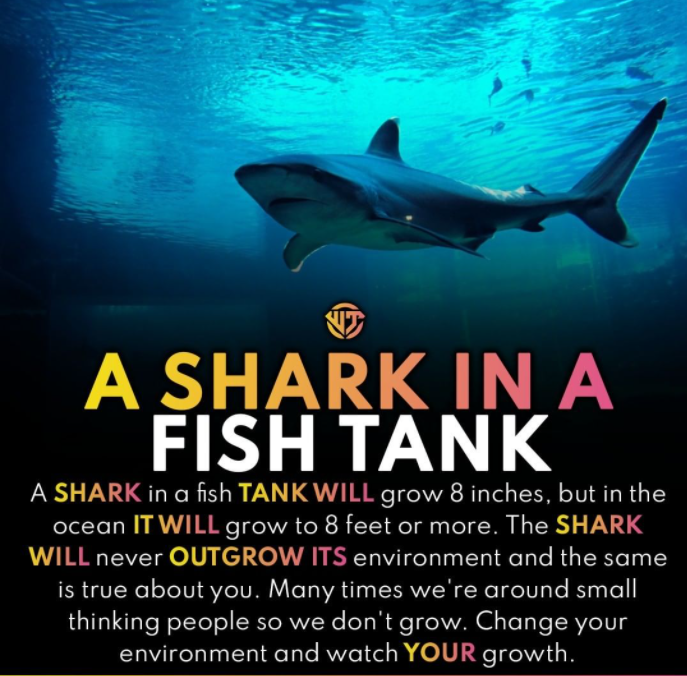 WT
A SHARK IN A
FISH TANK
A SHARK in a fish TANK WILL grow 8 inches, but in the
ocean IT WILL grow to 8 feet or more. The SHARK
WILL never OUTGROW ITS environment and the same
is true about you. Many times we're around small
thinking people so we don't grow. Change your
environment and watch YOUR growth.